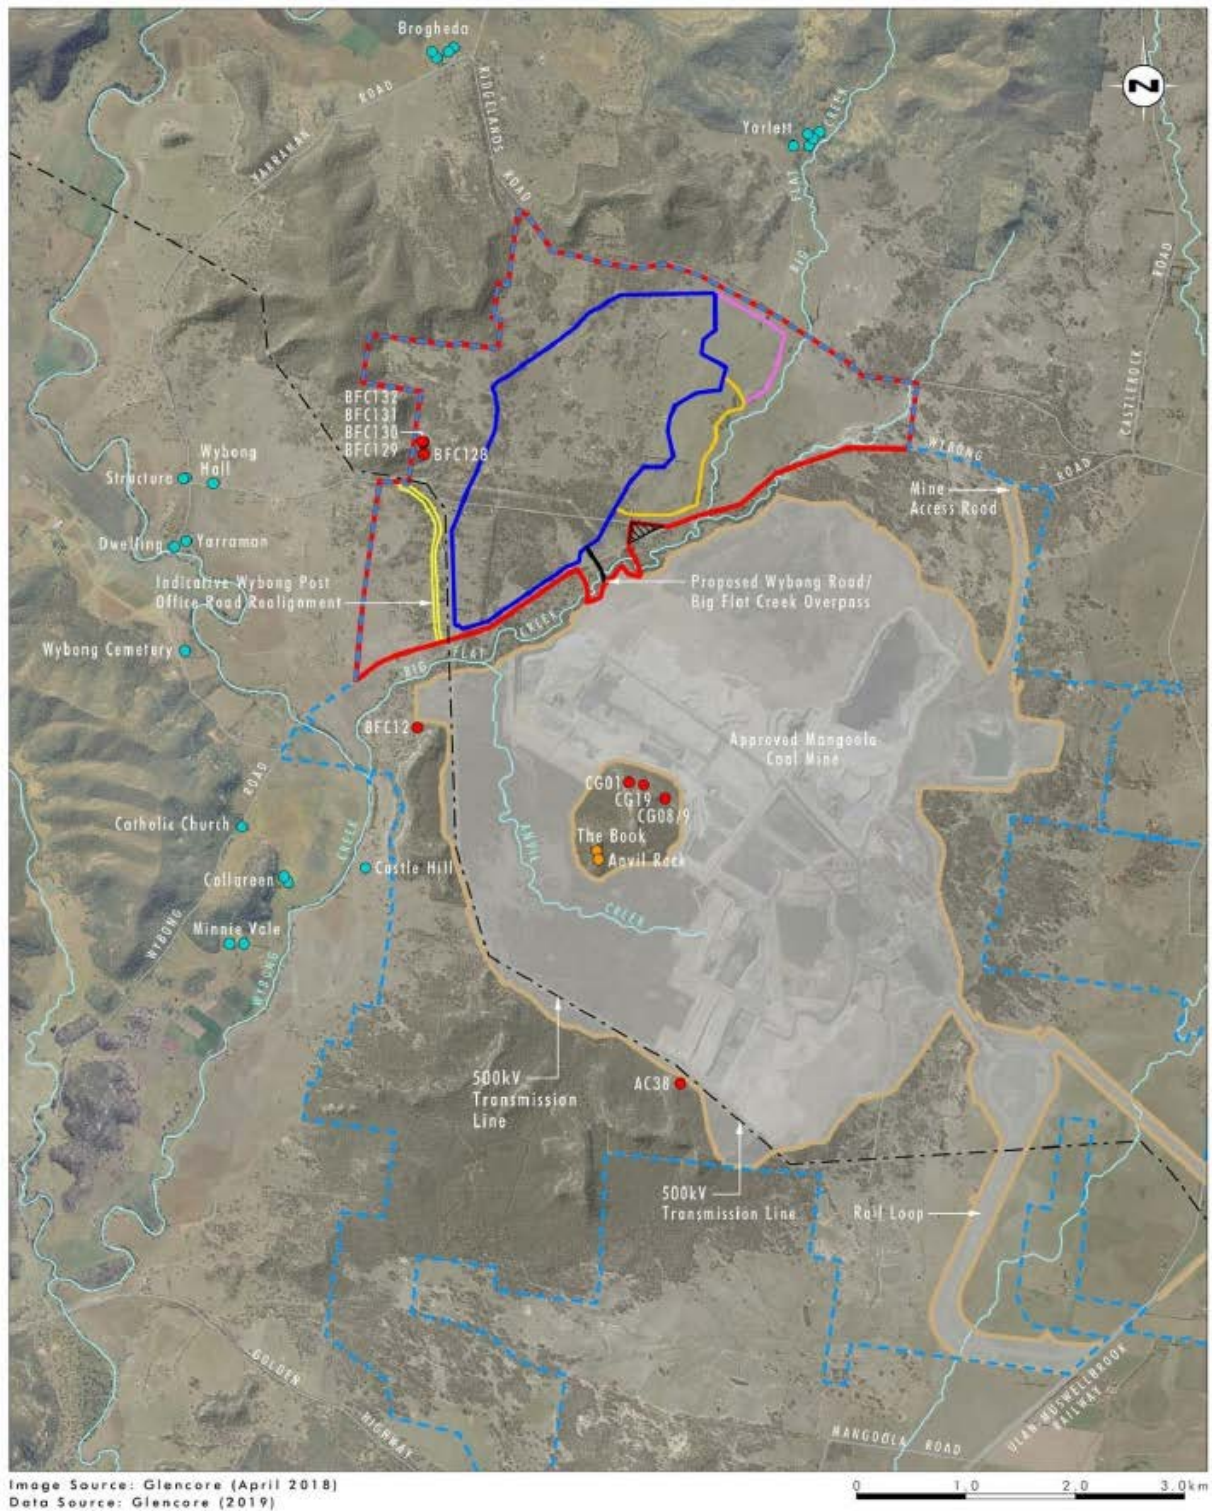 Brogheda
RIDGELANDS
ROAD
YARRAMAN
ROAD
N
Yarlett
CREEK
FLAT
BIG
ROAD
CASTLEROCK
BFC132
BFC131
BFC130
BFC129
BFC128
Wybong
Hall
Structure
WYBONG
ROAD
Mine
Access Road
Dwelling
Yarraman
Indicative Wybong Post
Office Road Realignment
Proposed Wybong Road/
Big Flat Creek Overpass
CREEK
FLAT
BIG
Wybong Cemetery
BFC12
Approved Mangoola
Coal Mine
CG01
CG19
CG08/9
The Book
Anvil Rock
ANVIL
CREEK
ROAD
WYBONG
Catholic Church
CREEK
WYBONG
Castle Hill
Collareen
Minnie Vale
500kV
Transmission
Line
AC38
500kV
Transmission Line
Rail Loop
GOLDEN
HIGHWAY
MANGOOLA ROAD
ULAN-MUSWELLBROOK
RAILWAY
Image Source: Glencore (April 2018)
Data Source: Glencore (2019)
0 1.0 2.0 3.0km